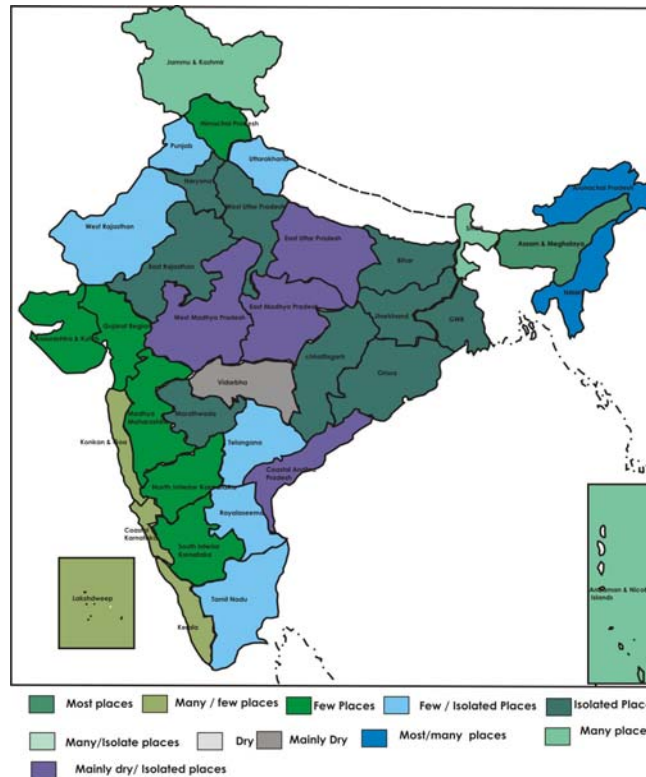 Jammu & Kashmir
Himachal Pradesh
Punjab
Uttarakhand
Haryana
West Rajasthan
West Uttar Pradesh
East Uttar Pradesh
Arunachal Pradesh
Assam & Meghalaya
East Rajasthan
Bihar
West Madhya Pradesh
East Madhya Pradesh
Jharkhand
GWB
Gujarat Region
Saurashtra & Kutch
Chhattisgarh
Orissa
Vidarbha
Madhya
Maharashtra
Marathwada
Konkan & Goa
Telangana
Coastal Andhra
Pradesh
North Interior Karnataka
Rayalaseema
Coastal
Karnataka
South Interior
Karnataka
Lakshdweep
Kerala
Tamil Nadu
Andaman & Nicobar
Islands
Most places
Many / few places
Few Places
Few / Isolated Places
Isolated Places
Many/Isolate places
Dry
Mainly Dry
Most/many places
Many places
Mainly dry/ Isolated places